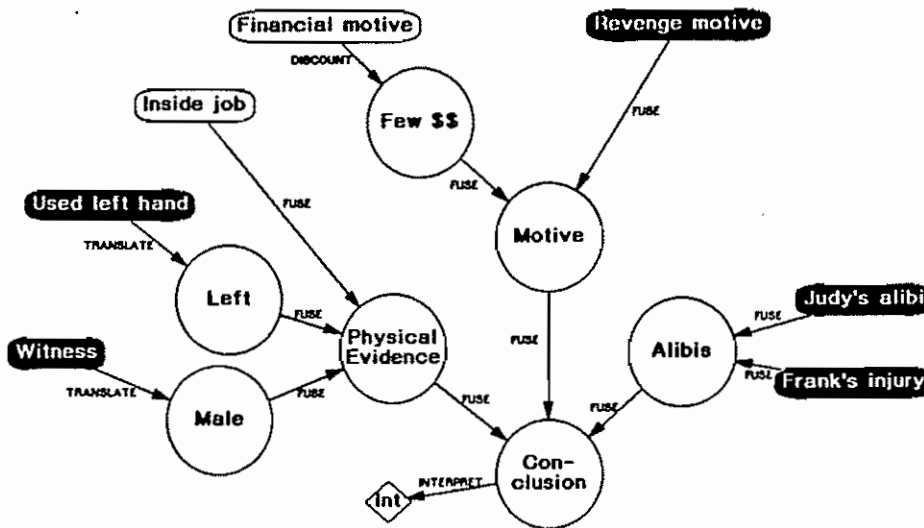 Financial motive
Revenge motive
DISCOUNT
Inside job
Few $$
FUSE
FUSE
Used left hand
FUSE
TRANSLATE
Motive
Left
FUSE
Judy's alibi
FUSE
Witness
Physical
Evidence
FUSE
Alibis
TRANSLATE
FUSE
FUSE
Frank's injury
Male
FUSE
FUSE
Con-
clusion
INTERPRET
Int